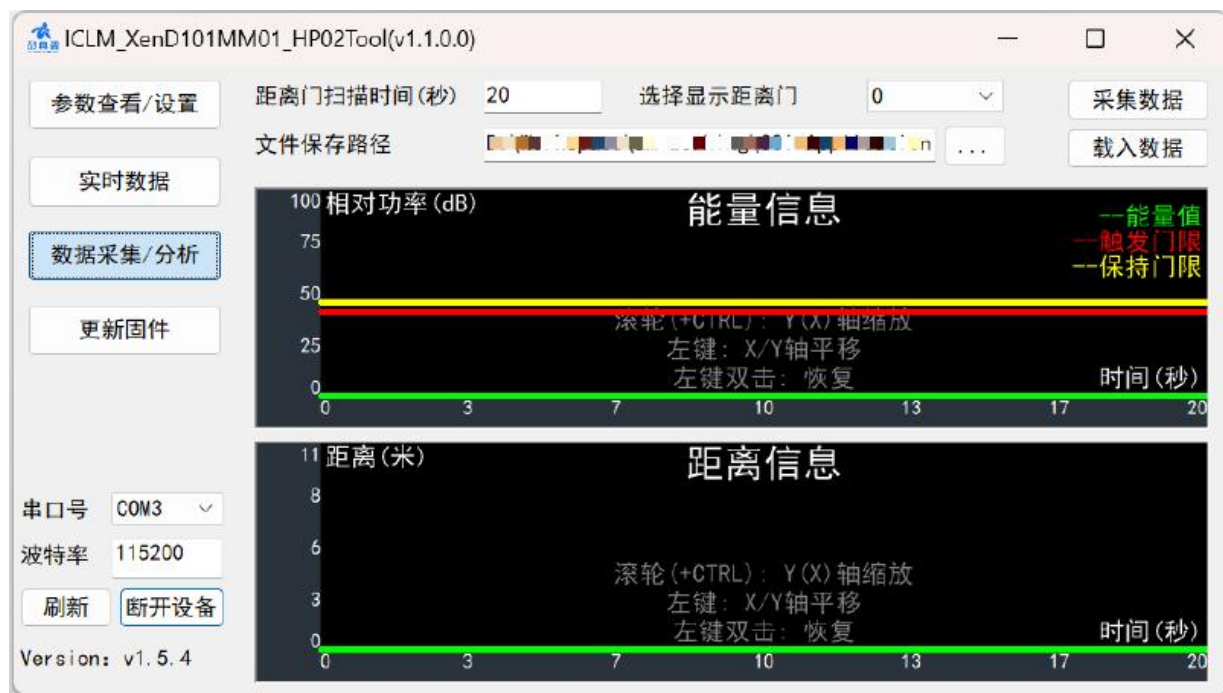 ICLM_XenD101MM01_HP02Tool(v1.1.0.0)
参数查看/设置
实时数据
数据采集/分析
更新固件
串口号 COM3
波特率 115200
刷新 断开设备
Version: v1.5.4
距离门扫描时间(秒) 20 选择显示距离门 0 采集数据
文件保存路径 ... 载入数据
能量信息
相对功率(dB)
100
75
50
25
0
--能量值
--触发门限
--保持门限
滚轮(+CTRL): Y(X)轴缩放
左键: X/Y轴平移
左键双击: 恢复
时间(秒)
0 3 7 10 13 17 20
距离信息
距离(米)
11
8
6
3
0
滚轮(+CTRL): Y(X)轴缩放
左键: X/Y轴平移
左键双击: 恢复
时间(秒)
0 3 7 10 13 17 20